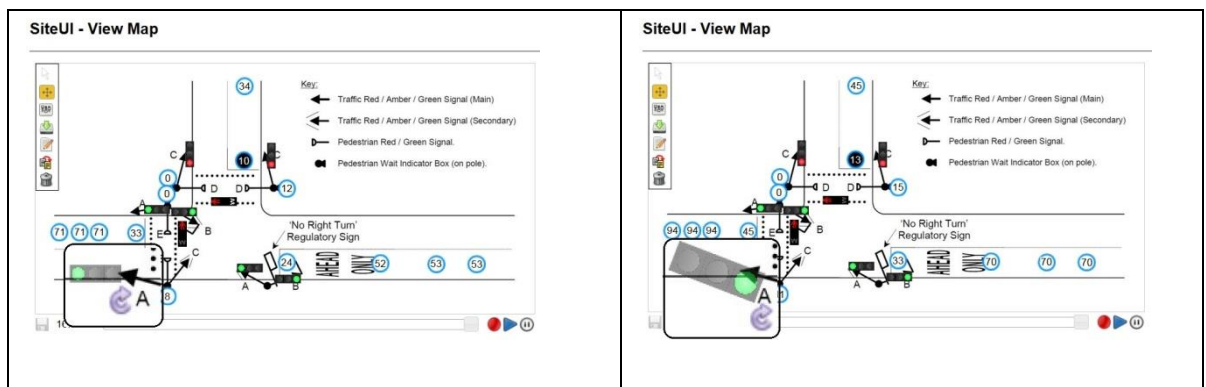 SiteUI - View Map
34
Key:
Traffic Red / Amber / Green Signal (Main)
Traffic Red / Amber / Green Signal (Secondary)
Pedestrian Red / Green Signal.
Pedestrian Wait Indicator Box (on pole).
C
10
C
0
0
D
D
12
A
B
71 71 71
33
E
'No Right Turn'
Regulatory Sign
C
24
AHEAD
ONLY
52
53
53
A
8
A
B
SiteUI - View Map
45
Key:
Traffic Red / Amber / Green Signal (Main)
Traffic Red / Amber / Green Signal (Secondary)
Pedestrian Red / Green Signal.
Pedestrian Wait Indicator Box (on pole).
C
13
C
0
0
D
D
15
A
B
94 94 94
45
E
'No Right Turn'
Regulatory Sign
C
33
AHEAD
ONLY
70
70
70
A
A
B